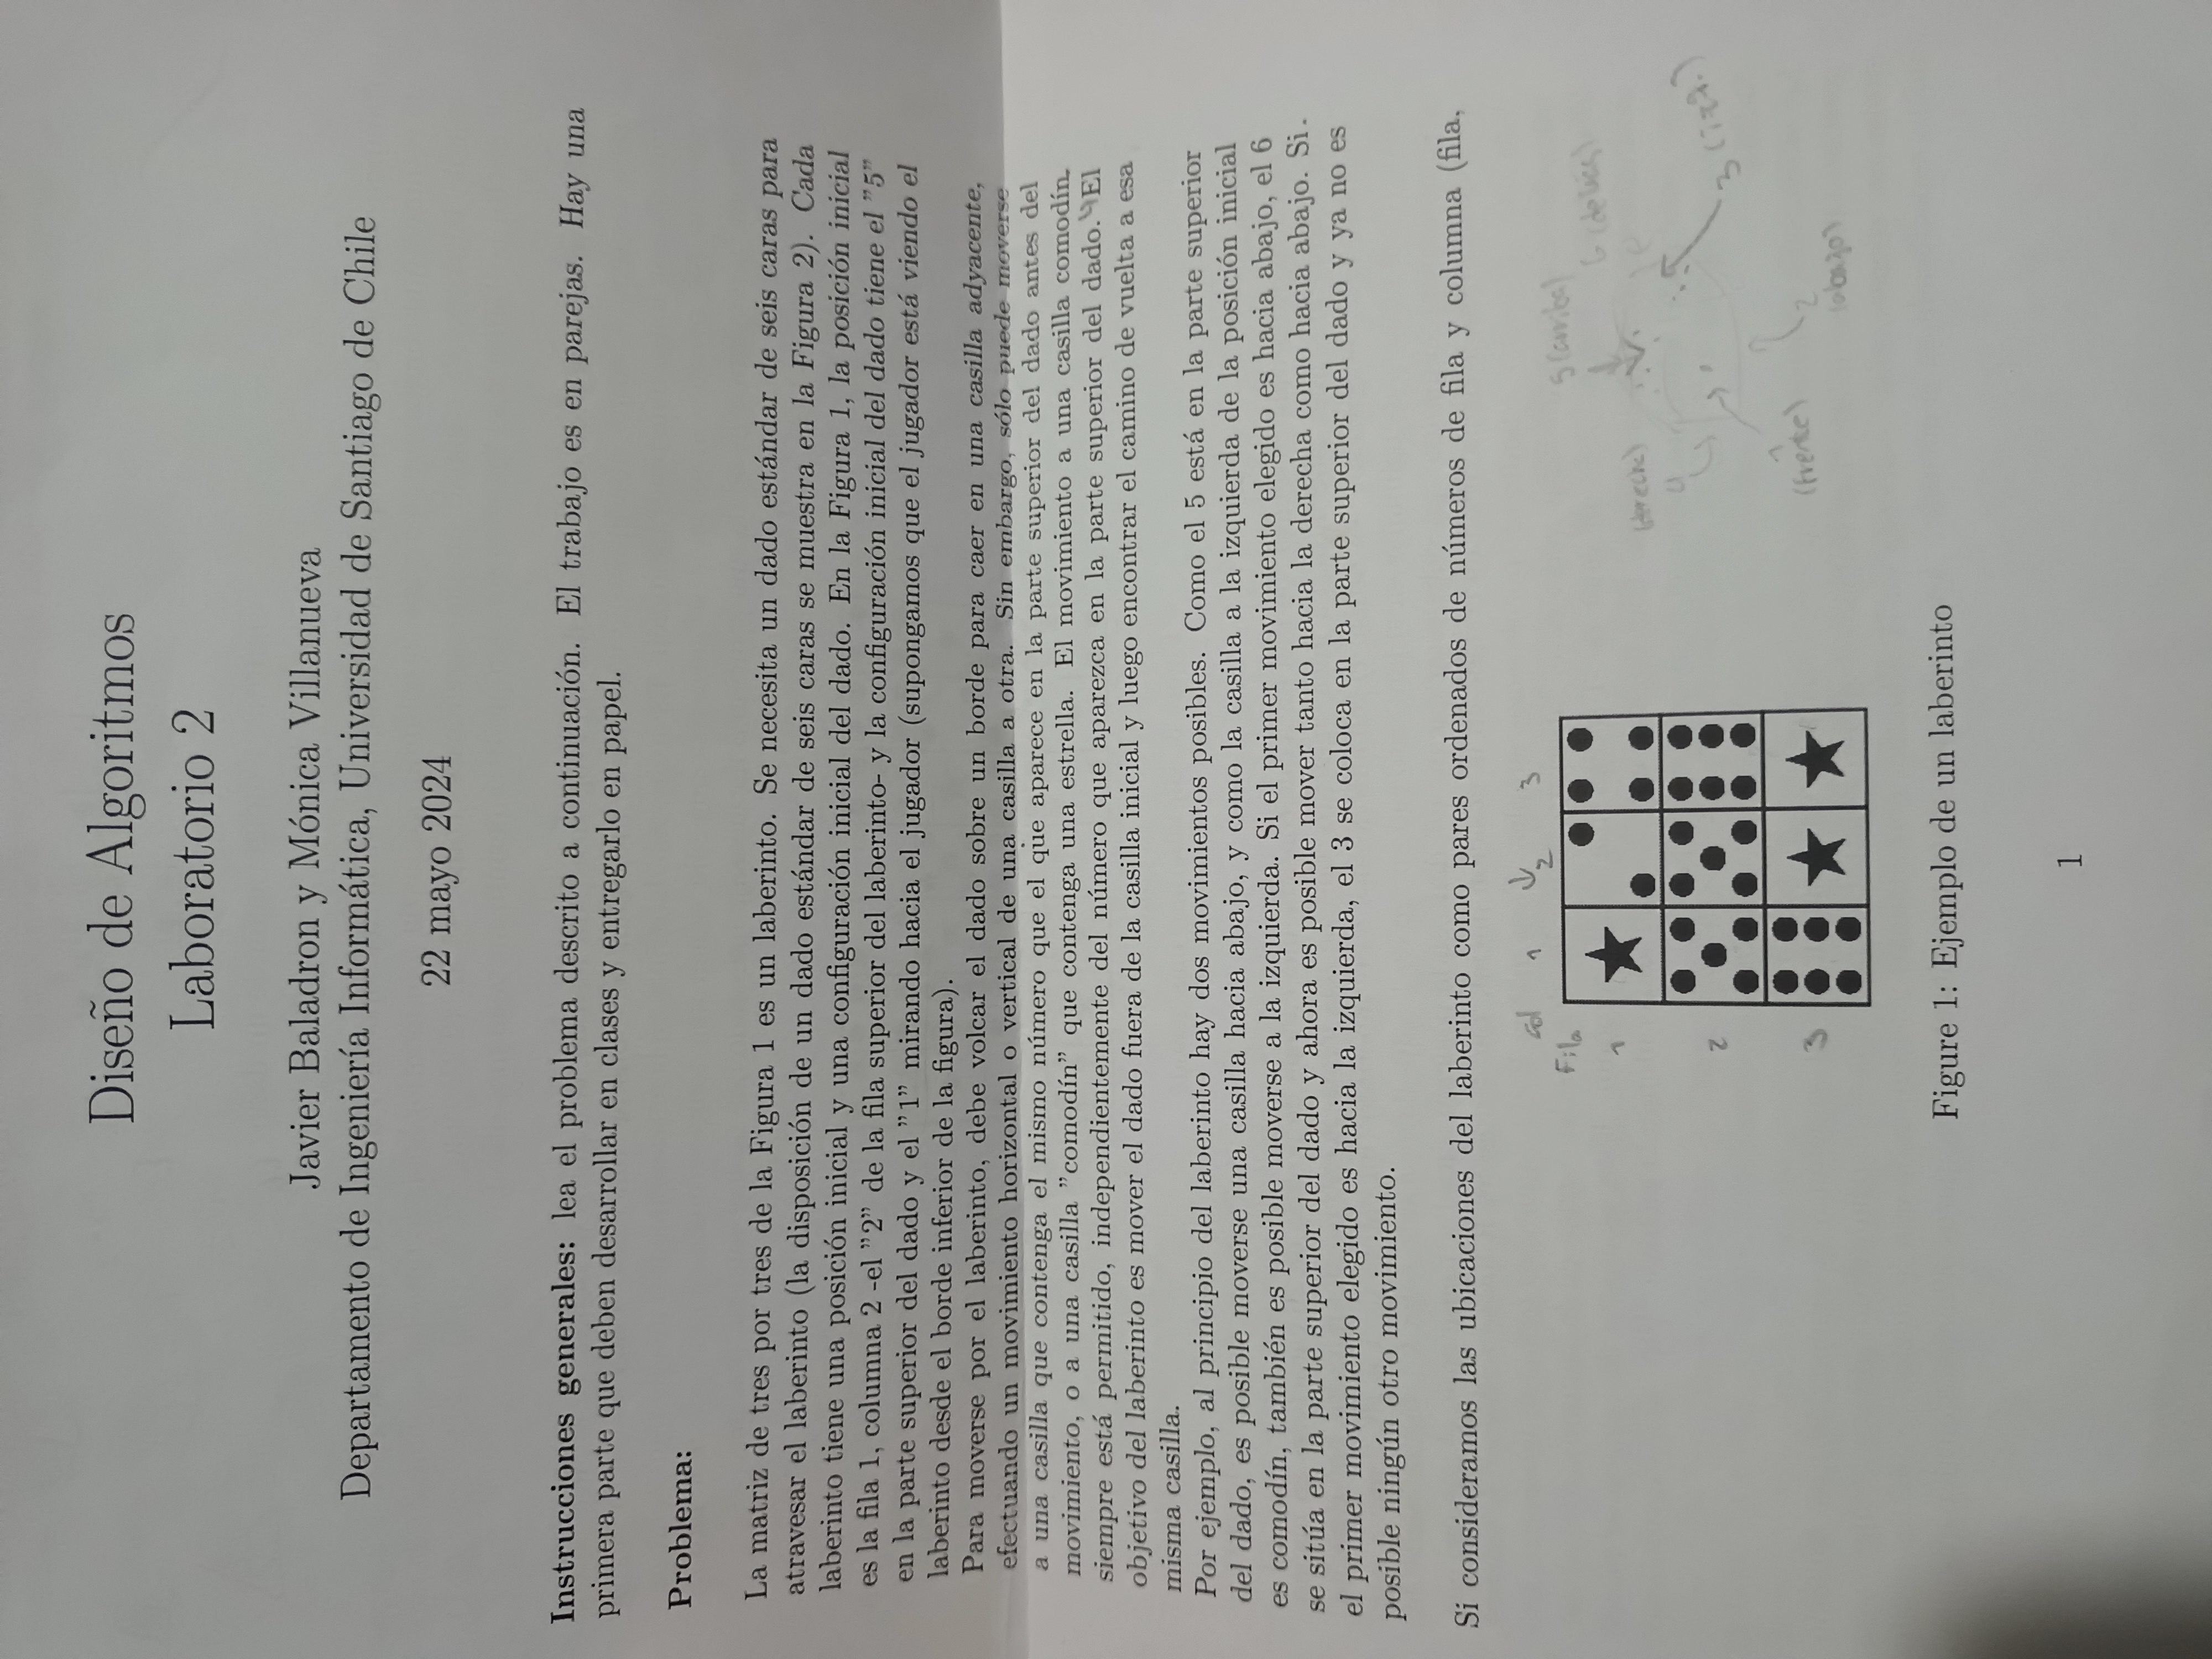 Diseño de Algoritmos
Laboratorio 2
Javier Baladron y Mónica Villanueva
Departamento de Ingeniería Informática, Universidad de Santiago de Chile
22 mayo 2024
Instrucciones generales: lea el problema descrito a continuación. El trabajo es en parejas. Hay una
primera parte que deben desarrollar en clases y entregarlo en papel.
Problema:
La matriz de tres por tres de la Figura 1 es un laberinto. Se necesita un dado estándar de seis caras para
atravesar el laberinto (la disposición de un dado estándar de seis caras se muestra en la Figura 2). Cada
laberinto tiene una posición inicial y una configuración inicial del dado. En la Figura 1, la posición inicial
es la fila 1, columna 2 -el "2" de la fila superior del laberinto- y la configuración inicial del dado tiene el "5"
en la parte superior del dado y el "1" mirando hacia el jugador (supongamos que el jugador está viendo el
laberinto desde el borde inferior de la figura).
Para moverse por el laberinto, debe volcar el dado sobre un borde para caer en una casilla adyacente,
efectuando un movimiento horizontal o vertical de una casilla a otra. Sin embargo, sólo puede moverse
a una casilla que contenga el mismo número que el que aparece en la parte superior del dado antes del
movimiento, o a una casilla "comodín" que contenga una estrella. El movimiento a una casilla comodín
siempre está permitido, independientemente del número que aparezca en la parte superior del dado. El
objetivo del laberinto es mover el dado fuera de la casilla inicial y luego encontrar el camino de vuelta a esa
misma casilla.
Por ejemplo, al principio del laberinto hay dos movimientos posibles. Como el 5 está en la parte superior
del dado, es posible moverse una casilla hacia abajo, y como la casilla a la izquierda de la posición inicial
es comodín, también es posible moverse a la izquierda. Si el primer movimiento elegido es hacia abajo, el 6
se sitúa en la parte superior del dado y ahora es posible mover tanto hacia la derecha como hacia abajo. Si
el primer movimiento elegido es hacia la izquierda, el 3 se coloca en la parte superior del dado y ya no es
posible ningún otro movimiento.
Si consideramos las ubicaciones del laberinto como pares ordenados de números de fila y columna (fila,
col 1 2 3
Fila
1
2
3
5 (arriba)
6 (detrás)
(derecha)
4
3 (izq.)
1
(frente)
2
(abajo)
Figure 1: Ejemplo de un laberinto
1